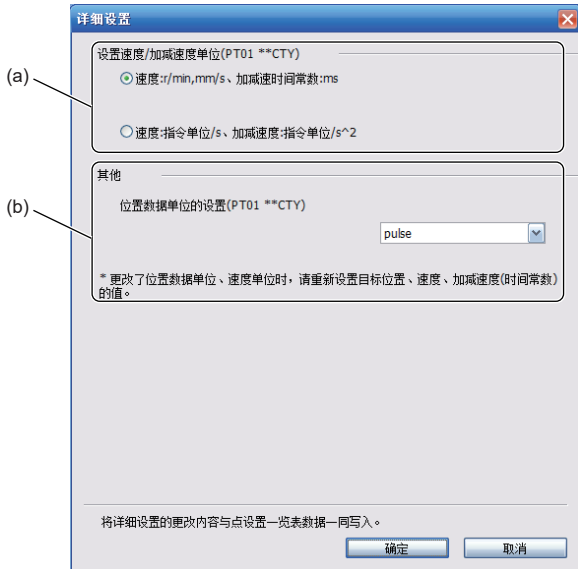 详细设置
设置速度/加减速度单位(PT01 **CTY)
(a)
速度:r/min,mm/s、加减速时间常数:ms
速度:指令单位/s、加减速度:指令单位/s^2
其他
(b)
位置数据单位的设置(PT01 **CTY)
pulse
* 更改了位置数据单位、速度单位时，请重新设置目标位置、速度、加减速度(时间常数)
的值。
将详细设置的更改内容与点设置一览表数据一同写入。
确定
取消